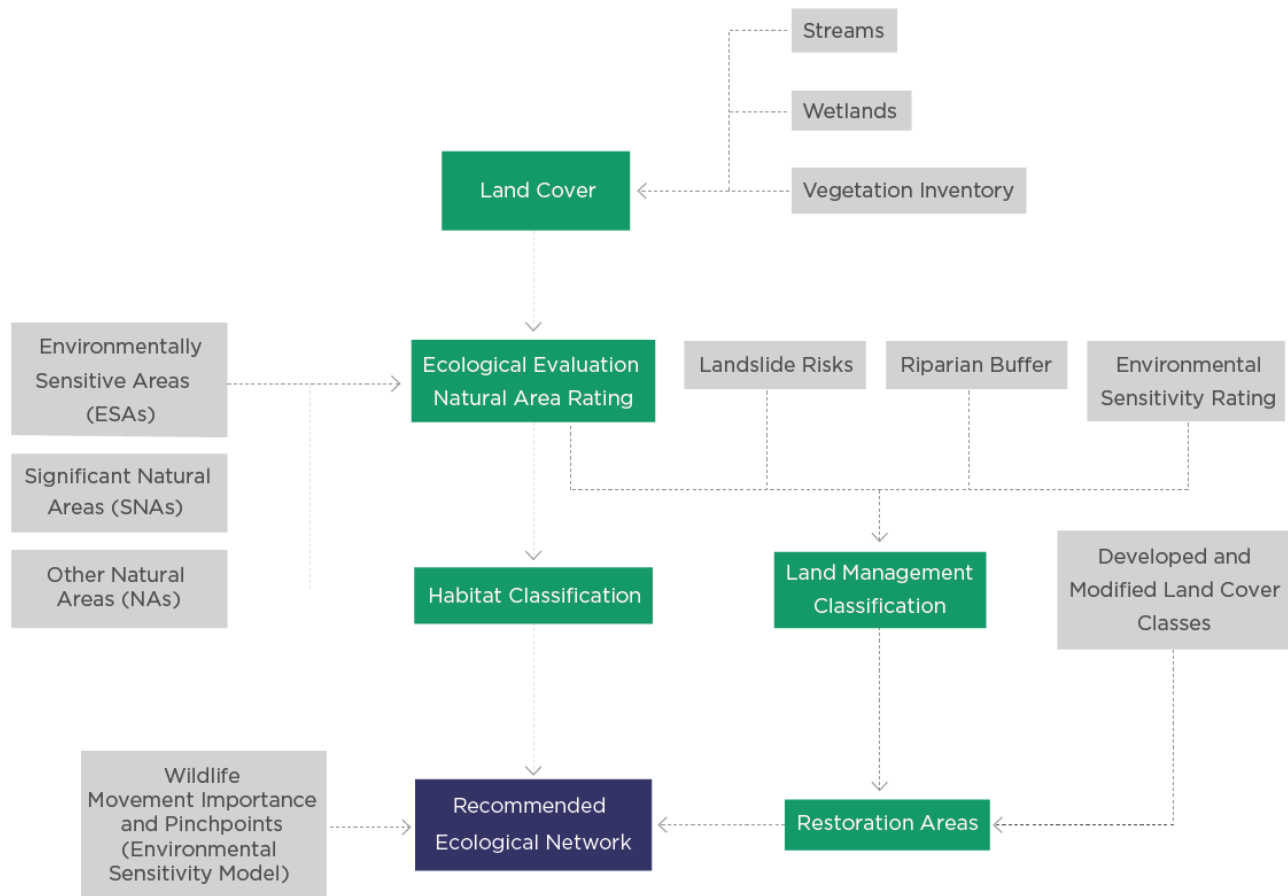 Streams
Wetlands
Land Cover
Vegetation Inventory
Environmentally
Sensitive Areas
(ESAs)
Ecological Evaluation
Natural Area Rating
Landslide Risks
Riparian Buffer
Environmental
Sensitivity Rating
Significant Natural
Areas (SNAs)
Other Natural
Areas (NAs)
Habitat Classification
Land Management
Classification
Developed and
Modified Land Cover
Classes
Wildlife
Movement Importance
and Pinchpoints
(Environmental
Sensitivity Model)
Recommended
Ecological Network
Restoration Areas